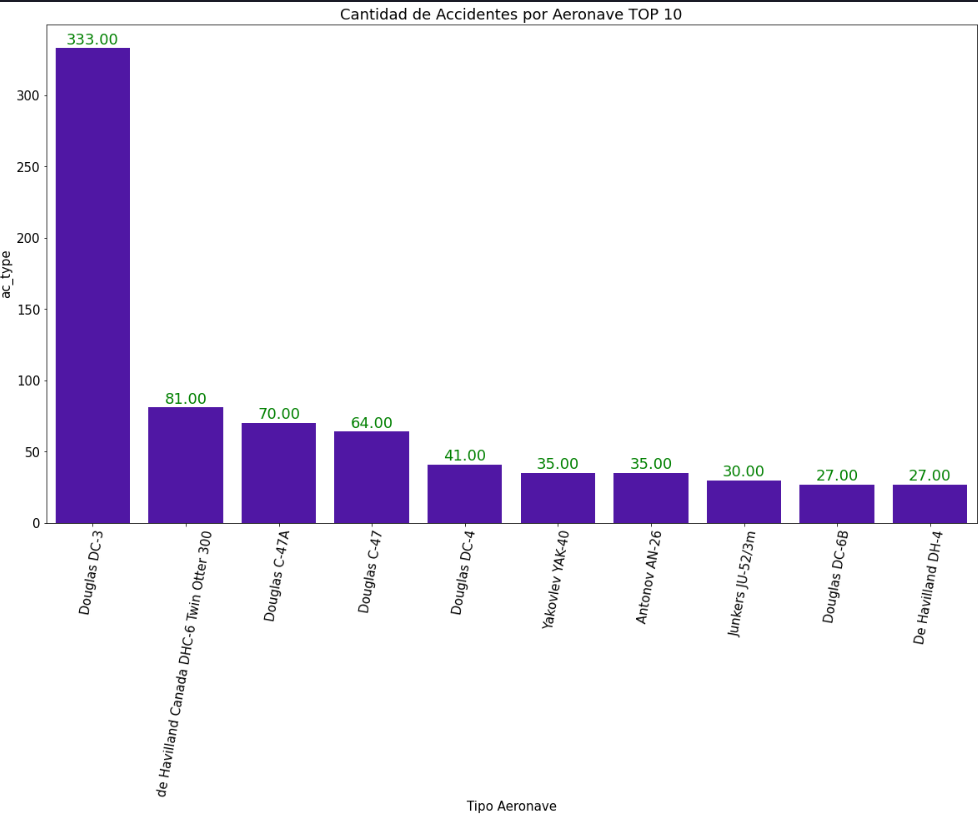 Cantidad de Accidentes por Aeronave TOP 10
333.00
81.00
70.00
64.00
41.00
35.00
35.00
30.00
27.00
27.00
ac_type
300
250
200
150
100
50
0
Douglas DC-3
de Havilland Canada DHC-6 Twin Otter 300
Douglas C-47A
Douglas C-47
Douglas DC-4
Yakovlev YAK-40
Antonov AN-26
Junkers JU-52/3m
Douglas DC-6B
De Havilland DH-4
Tipo Aeronave